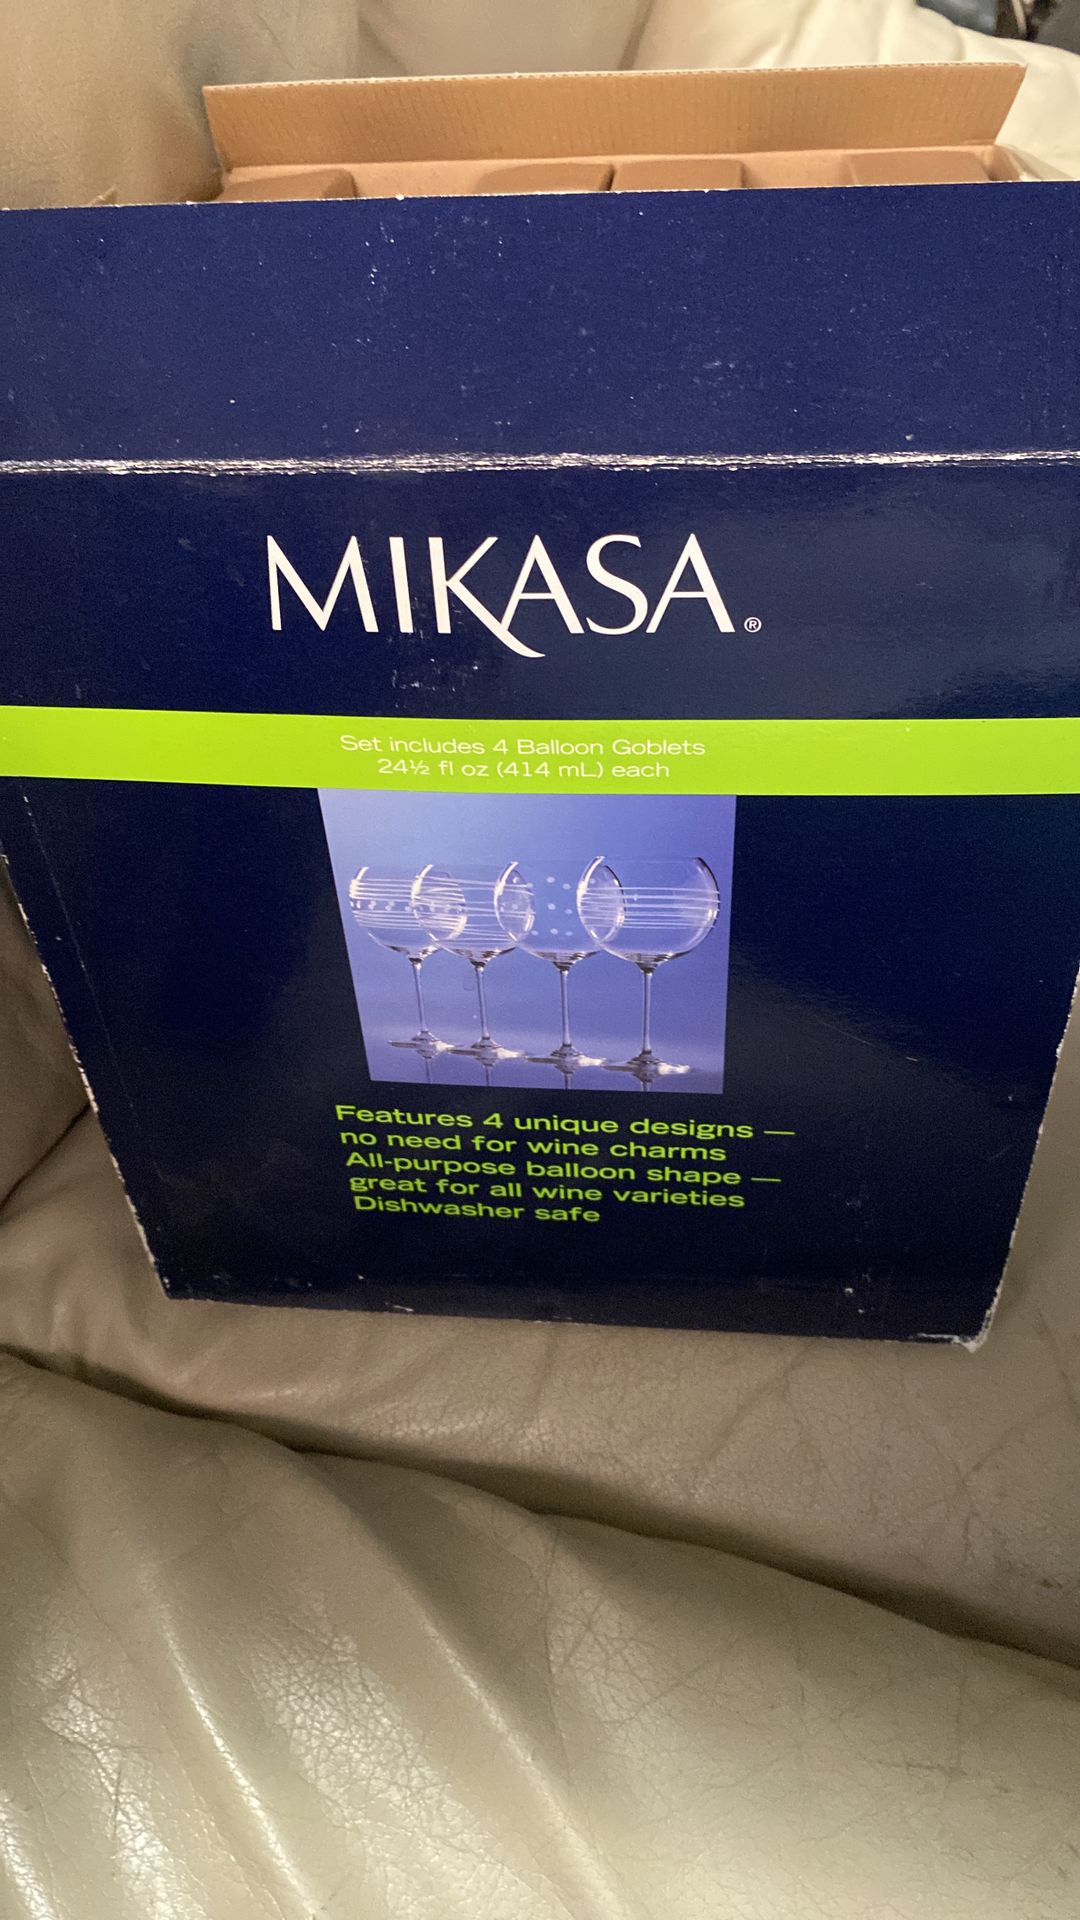 MIKASA®
Set includes 4 Balloon Goblets
24½ fl oz (414 mL) each
Features 4 unique designs —
no need for wine charms
All-purpose balloon shape —
great for all wine varieties
Dishwasher safe